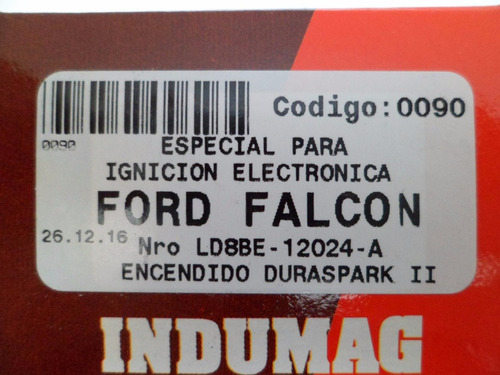 Codigo:0090
0090
ESPECIAL PARA
IGNICION ELECTRONICA
FORD FALCON
26.12.16
Nro LD8BE-12024-A
ENCENDIDO DURASPARK II
INDUMAG